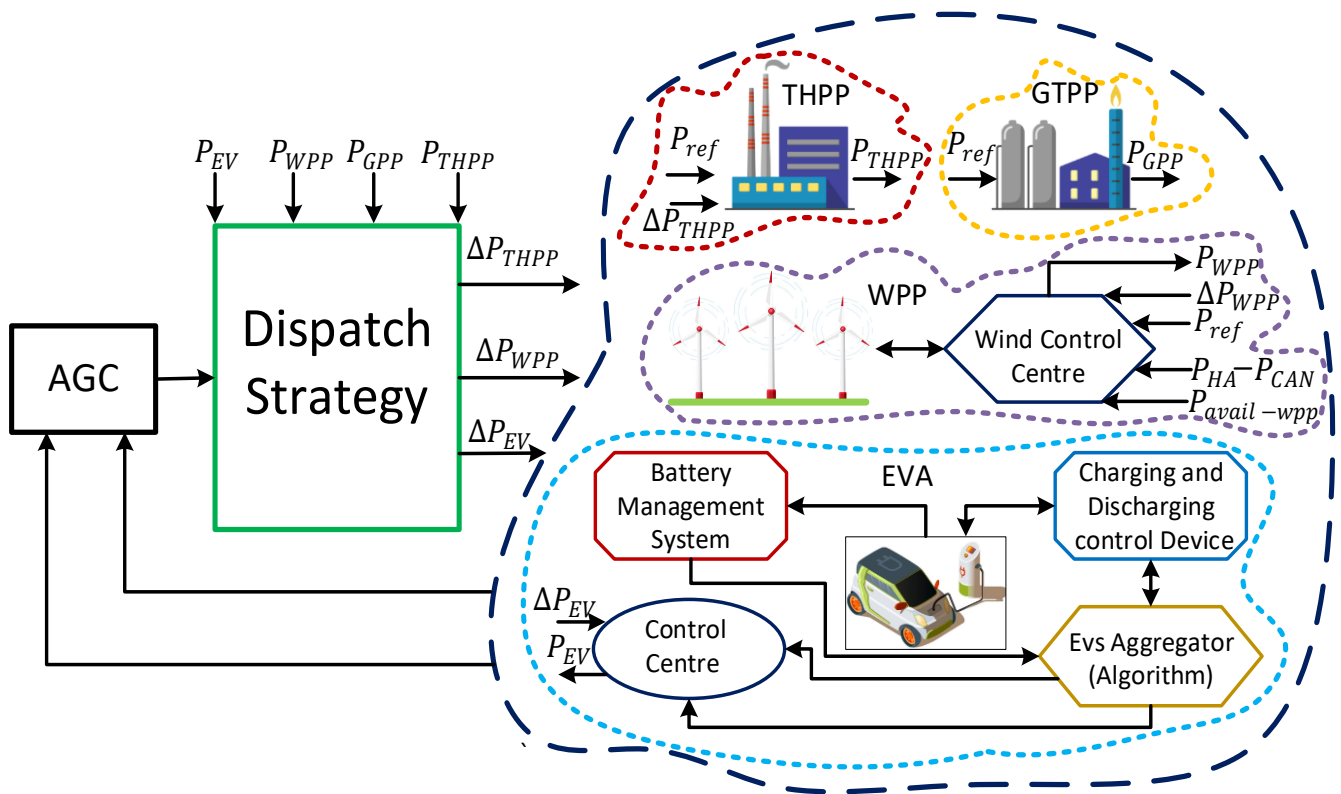 P_EV P_WPP P_GPP P_THPP
Dispatch
Strategy
AGC
ΔP_THPP
ΔP_WPP
ΔP_EV
THPP
P_ref
ΔP_THPP
P_THPP
GTPP
P_ref
P_GPP
WPP
Wind Control
Centre
P_WPP
ΔP_WPP
P_ref
P_HA−P_CAN
P_avail−wpp
EVA
Battery
Management
System
Charging and
Discharging
control Device
ΔP_EV
P_EV
Control
Centre
Evs Aggregator
(Algorithm)